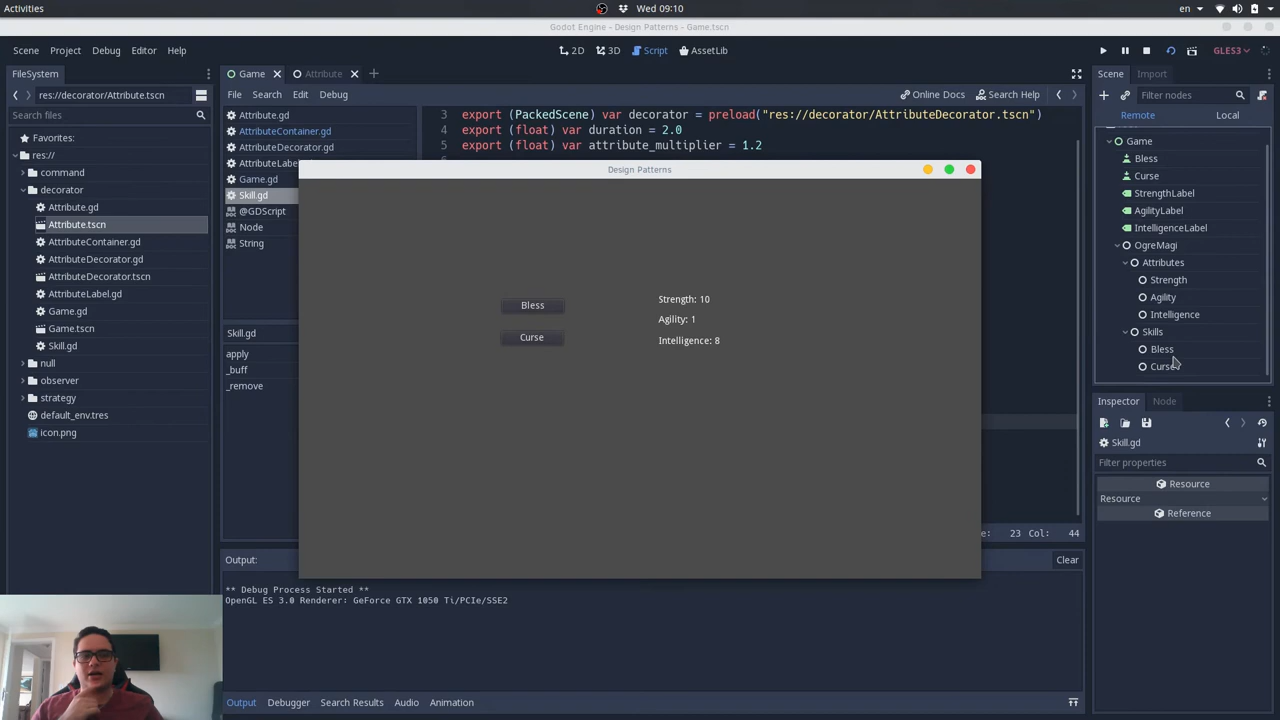 Activities
Wed 09:10
en
Godot Engine - Design Patterns - Game.tscn
Scene Project Debug Editor Help
2D 3D Script AssetLib
GLES3
FileSystem
res://decorator/Attribute.tscn
Search files
Favorites:
res://
command
decorator
Attribute.gd
Attribute.tscn
AttributeContainer.gd
AttributeDecorator.gd
AttributeDecorator.tscn
AttributeLabel.gd
Game.gd
Game.tscn
Skill.gd
null
observer
strategy
default_env.tres
icon.png
Game Attribute
File Search Edit Debug
Online Docs Search Help
Attribute.gd
AttributeContainer.gd
AttributeDecorator.gd
Game.gd
Skill.gd
@GDScript
Node
String
Skill.gd
apply
_buff
_remove
3 export (PackedScene) var decorator = preload("res://decorator/AttributeDecorator.tscn")
4 export (float) var duration = 2.0
5 export (float) var attribute_multiplier = 1.2
Design Patterns
Bless
Curse
Strength: 10
Agility: 1
Intelligence: 8
23 Col: 44
Output:
Clear
** Debug Process Started **
OpenGL ES 3.0 Renderer: GeForce GTX 1050 Ti/PCIe/SSE2
Output Debugger Search Results Audio Animation
Scene Import
Filter nodes
Remote Local
Game
Bless
Curse
StrengthLabel
AgilityLabel
IntelligenceLabel
OgreMagi
Attributes
Strength
Agility
Intelligence
Skills
Bless
Curse
Inspector Node
Skill.gd
Filter properties
Resource
Resource
Reference